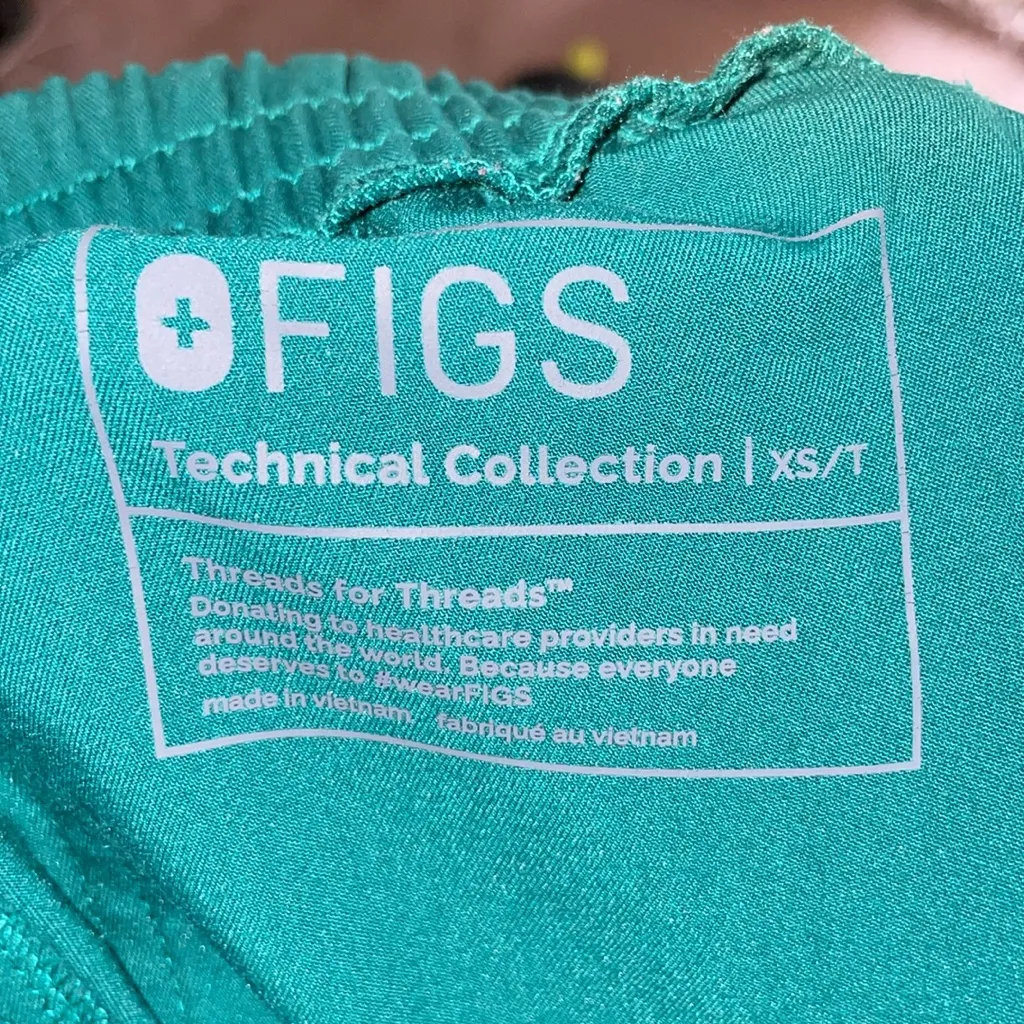 FIGS
Technical Collection | XS/T
Threads for Threads™
Donating to healthcare providers in need
around the world. Because everyone
deserves to #wearFIGS
made in vietnam fabriqué au vietnam